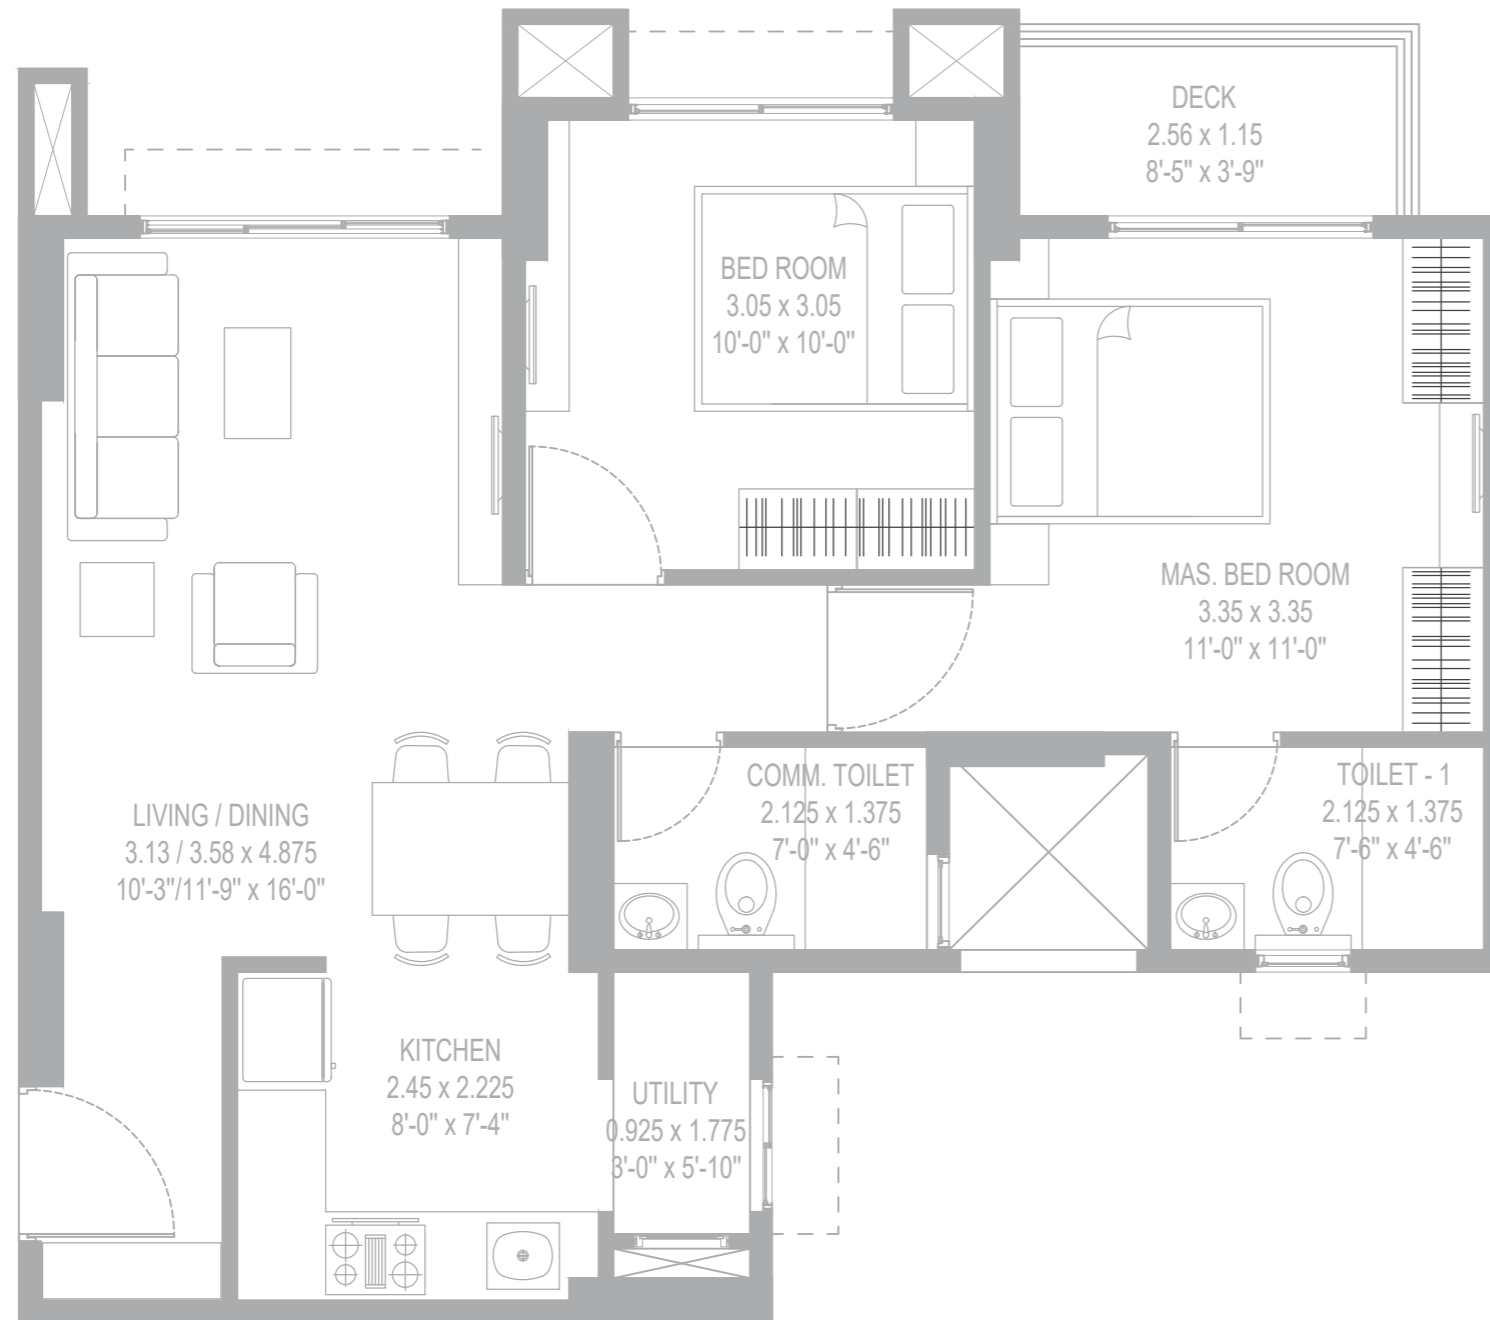 DECK
2.56 x 1.15
8'-5" x 3'-9"
BED ROOM
3.05 x 3.05
10'-0" x 10'-0"
MAS. BED ROOM
3.35 x 3.35
11'-0" x 11'-0"
COMM. TOILET
2.125 x 1.375
7'-0" x 4'-6"
TOILET - 1
2.125 x 1.375
7'-6" x 4'-6"
LIVING / DINING
3.13 / 3.58 x 4.875
10'-3"/11'-9" x 16'-0"
KITCHEN
2.45 x 2.225
8'-0" x 7'-4"
UTILITY
0.925 x 1.775
3'-0" x 5'-10"